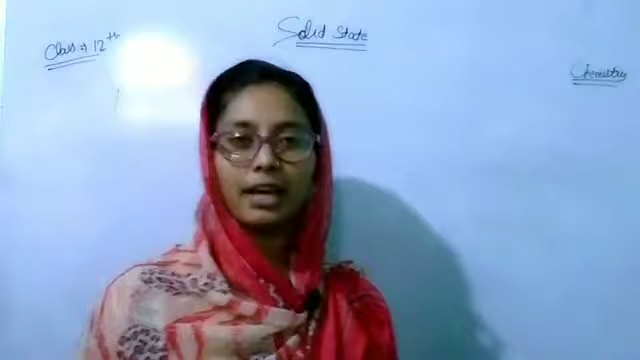 Solid State
Class ⇒ 12th
Chemistry